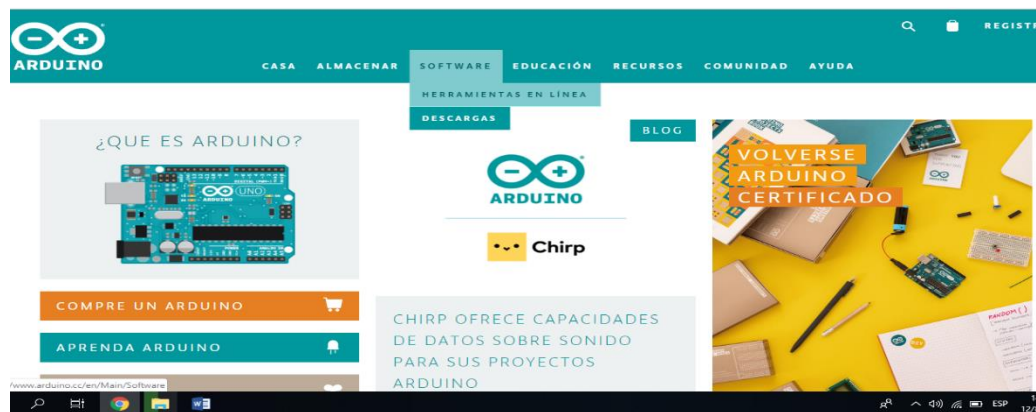 REGISTR
ARDUINO
CASA ALMACENAR SOFTWARE EDUCACIÓN RECURSOS COMUNIDAD AYUDA
HERRAMIENTAS EN LÍNEA
DESCARGAS
¿QUE ES ARDUINO?
UNO
ARDUINO
BLOG
ARDUINO
Chirp
VOLVERSE
ARDUINO
CERTIFICADO
COMPRE UN ARDUINO
APRENDA ARDUINO
CHIRP OFRECE CAPACIDADES
DE DATOS SOBRE SONIDO
PARA SUS PROYECTOS
ARDUINO
RANDOM()
/www.arduino.cc/en/Main/Software
ESP